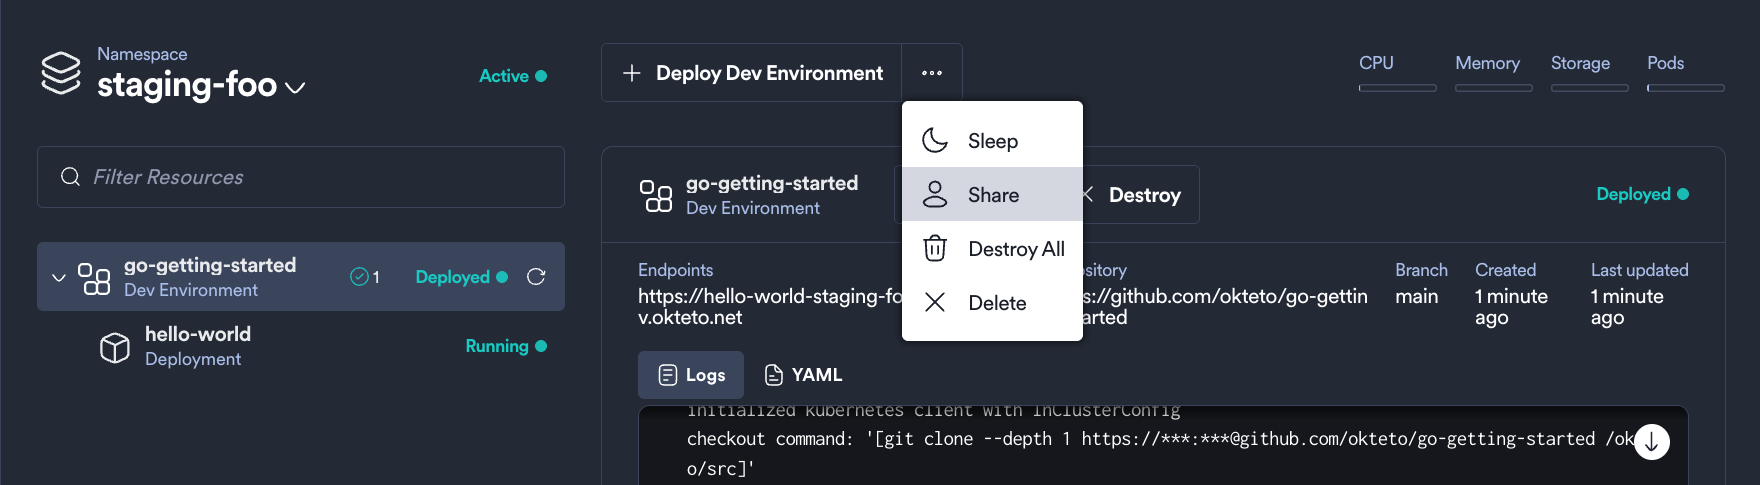 Namespace
staging-foo
Active
Deploy Dev Environment
CPU
Memory
Storage
Pods
Filter Resources
Sleep
Share
Destroy All
Delete
go-getting-started
Dev Environment
Destroy
Deployed
go-getting-started
Dev Environment
1
Deployed
hello-world
Deployment
Running
Endpoints
https://hello-world-staging-fo
v.okteto.net
ository
s://github.com/okteto/go-gettin
arted
Branch
main
Created
1 minute
ago
Last updated
1 minute
ago
Logs
YAML
initialized kubernetes client with InClusterConfig
checkout command: '[git clone --depth 1 https://***:***@github.com/okteto/go-getting-started /ok
o/src]'